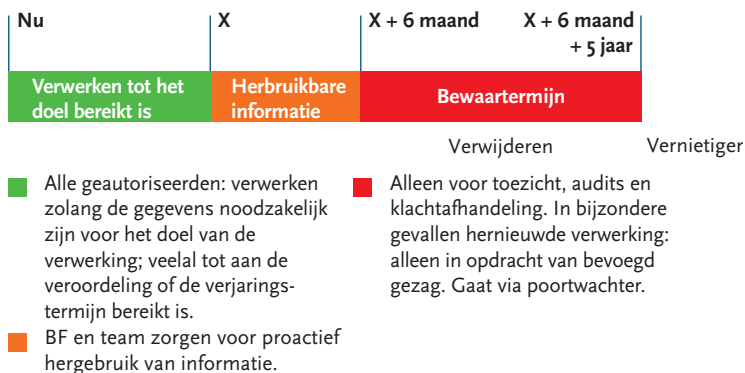 Nu
X
X + 6 maand
X + 6 maand
+ 5 jaar
Verwerken tot het
doel bereikt is
Herbruikbare
informatie
Bewaartermijn
Verwijderen
Vernietiger
Alle geautoriseerden: verwerken
zolang de gegevens noodzakelijk
zijn voor het doel van de
verwerking; veelal tot aan de
veroordeling of de verjarings-
termijn bereikt is.
BF en team zorgen voor proactief
hergebruik van informatie.
Alleen voor toezicht, audits en
klachtafhandeling. In bijzondere
gevallen hernieuwde verwerking:
alleen in opdracht van bevoegd
gezag. Gaat via poortwachter.